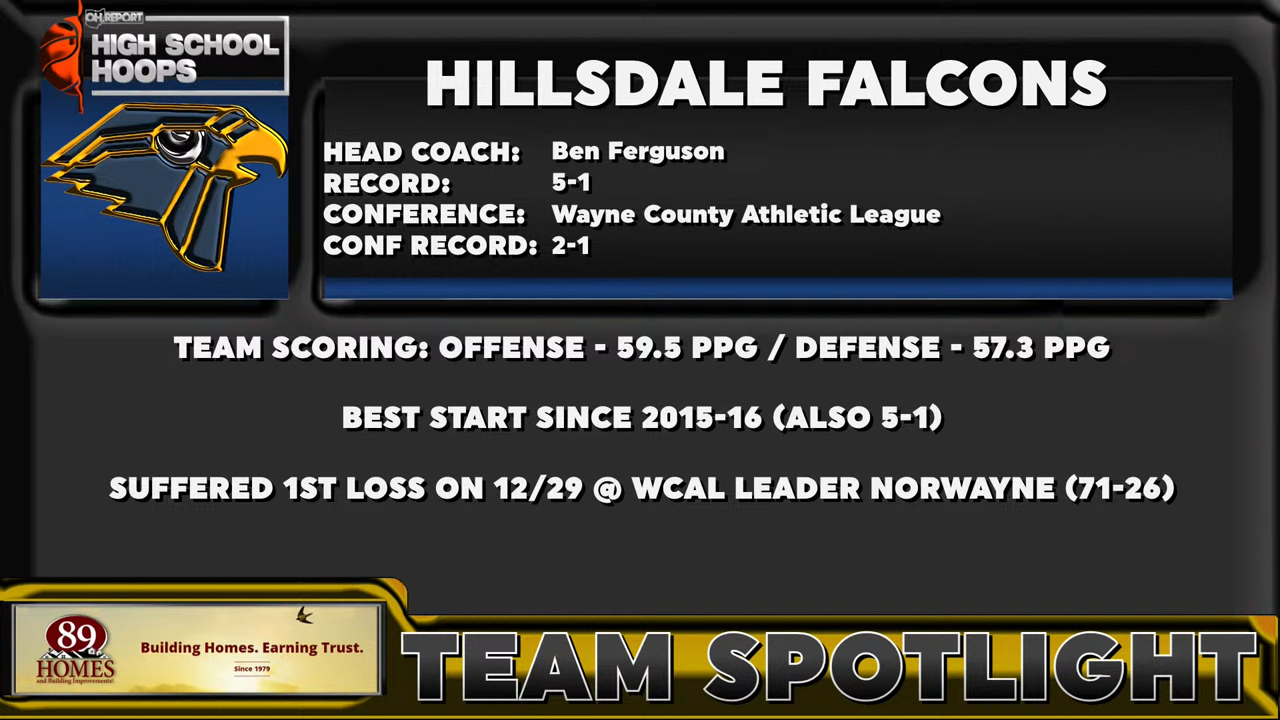 OH.REPORT
HIGH SCHOOL
HOOPS
HILLSDALE FALCONS
HEAD COACH: Ben Ferguson
RECORD: 5-1
CONFERENCE: Wayne County Athletic League
CONF RECORD: 2-1
TEAM SCORING: OFFENSE - 59.5 PPG / DEFENSE - 57.3 PPG
BEST START SINCE 2015-16 (ALSO 5-1)
SUFFERED 1ST LOSS ON 12/29 @ WCAL LEADER NORWAYNE (71-26)
89
HOMES
and Building Improvements!
Building Homes. Earning Trust.
Since 1979
TEAM SPOTLIGHT